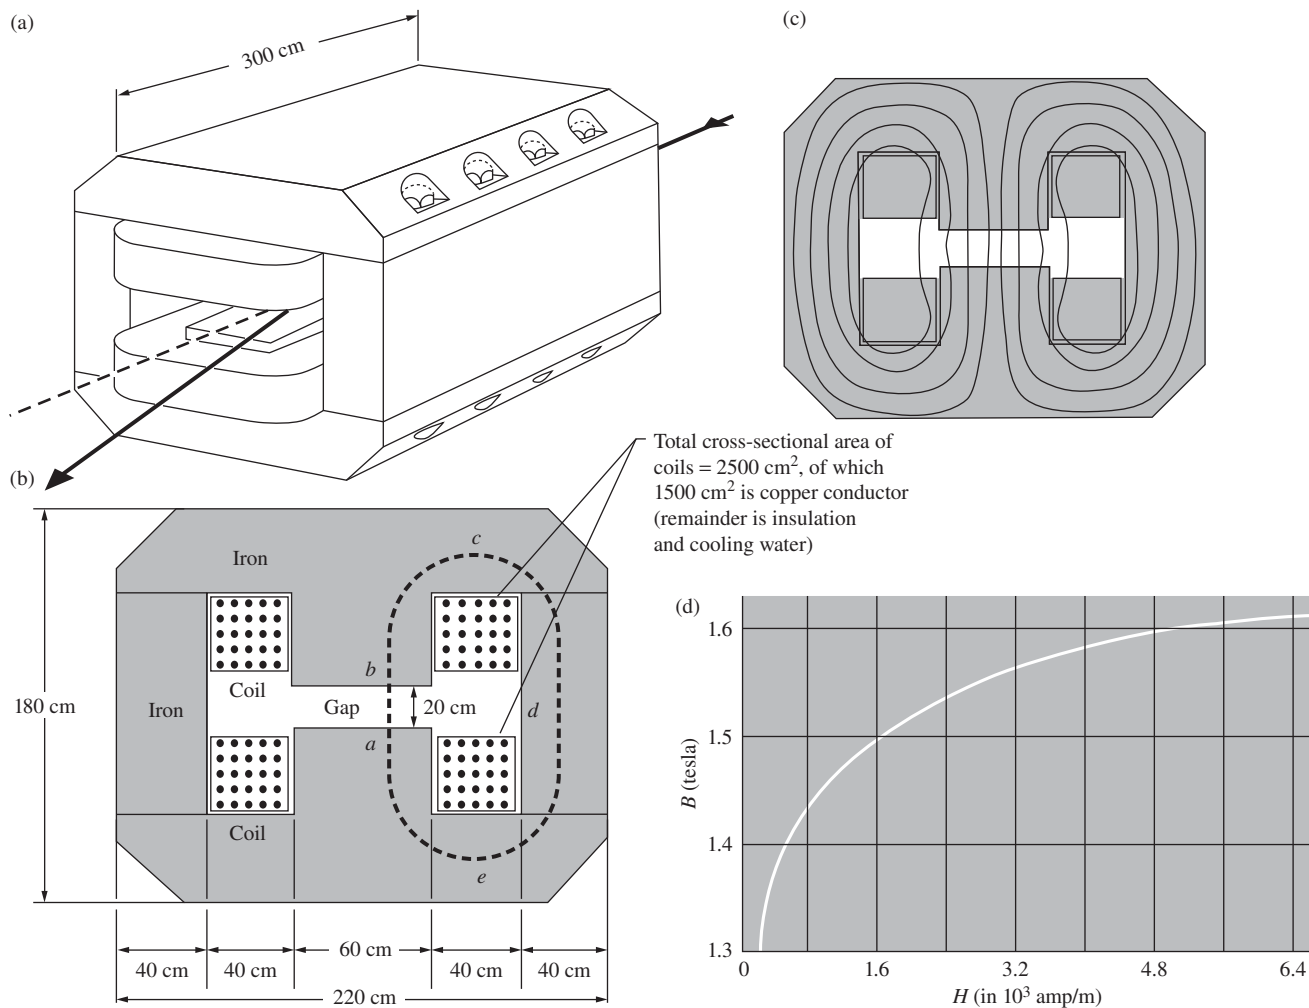 (a)
300 cm
(c)
Total cross-sectional area of
coils = 2500 cm², of which
1500 cm² is copper conductor
(remainder is insulation
and cooling water)
(b)
Iron
c
b
Coil
Gap
20 cm
d
180 cm
Iron
a
Coil
e
60 cm
40 cm
40 cm
40 cm
40 cm
220 cm
(d)
1.6
1.5
1.4
1.3
B (tesla)
0
1.6
3.2
4.8
6.4
H (in 10³ amp/m)